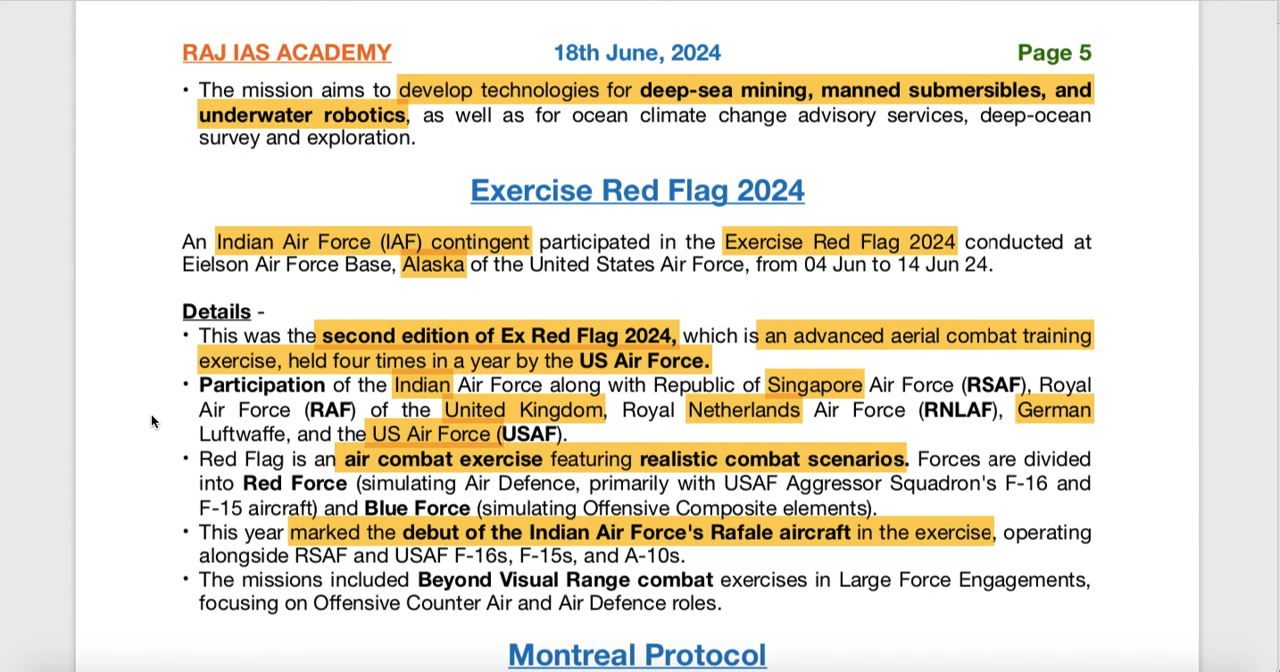 RAJ IAS ACADEMY 18th June, 2024 Page 5
• The mission aims to develop technologies for deep-sea mining, manned submersibles, and
underwater robotics, as well as for ocean climate change advisory services, deep-ocean
survey and exploration.
Exercise Red Flag 2024
An Indian Air Force (IAF) contingent participated in the Exercise Red Flag 2024 conducted at
Eielson Air Force Base, Alaska of the United States Air Force, from 04 Jun to 14 Jun 24.
Details -
• This was the second edition of Ex Red Flag 2024, which is an advanced aerial combat training
exercise, held four times in a year by the US Air Force.
• Participation of the Indian Air Force along with Republic of Singapore Air Force (RSAF), Royal
Air Force (RAF) of the United Kingdom, Royal Netherlands Air Force (RNLAF), German
Luftwaffe, and the US Air Force (USAF).
• Red Flag is an air combat exercise featuring realistic combat scenarios. Forces are divided
into Red Force (simulating Air Defence, primarily with USAF Aggressor Squadron's F-16 and
F-15 aircraft) and Blue Force (simulating Offensive Composite elements).
• This year marked the debut of the Indian Air Force's Rafale aircraft in the exercise, operating
alongside RSAF and USAF F-16s, F-15s, and A-10s.
• The missions included Beyond Visual Range combat exercises in Large Force Engagements,
focusing on Offensive Counter Air and Air Defence roles.
Montreal Protocol